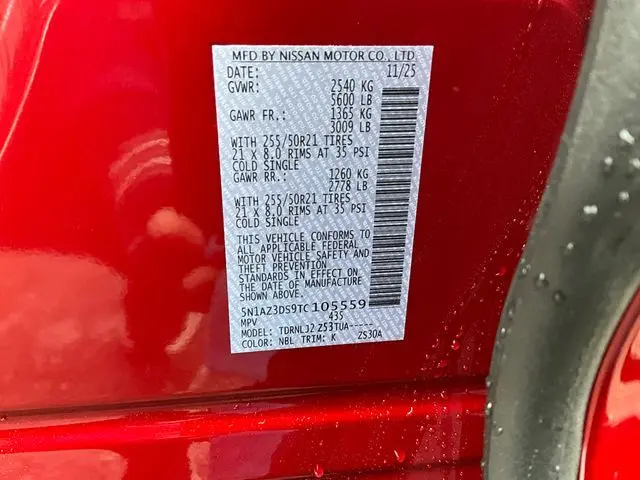 MFD BY NISSAN MOTOR CO., LTD.
DATE: 11/25
GVWR: 2540 KG
5600 LB
GAWR FR.: 1365 KG
3009 LB
WITH 255/50R21 TIRES
21 x 8.0 RIMS AT 35 PSI
COLD SINGLE
GAWR RR.: 1260 KG
2778 LB
WITH 255/50R21 TIRES
21 x 8.0 RIMS AT 35 PSI
COLD SINGLE
THIS VEHICLE CONFORMS TO
ALL APPLICABLE FEDERAL
MOTOR VEHICLE SAFETY AND
THEFT PREVENTION
STANDARDS IN EFFECT ON
THE DATE OF MANUFACTURE
SHOWN ABOVE.
5N1AZ3DS9TC105559
MPV 435
MODEL: TDRNLJ2 Z53TUA-----
COLOR: NBL TRIM: K ZS30A